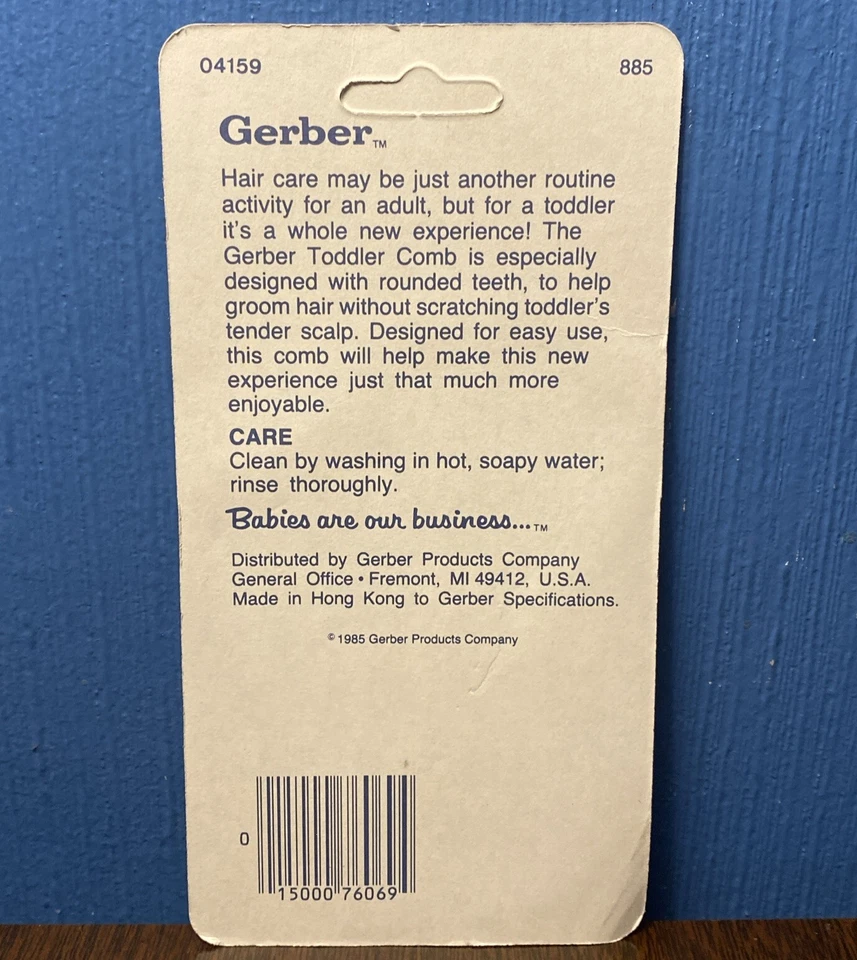 04159 885
Gerber™
Hair care may be just another routine
activity for an adult, but for a toddler
it's a whole new experience! The
Gerber Toddler Comb is especially
designed with rounded teeth, to help
groom hair without scratching toddler's
tender scalp. Designed for easy use,
this comb will help make this new
experience just that much more
enjoyable.
CARE
Clean by washing in hot, soapy water;
rinse thoroughly.
Babies are our business...™
Distributed by Gerber Products Company
General Office • Fremont, MI 49412, U.S.A.
Made in Hong Kong to Gerber Specifications.
© 1985 Gerber Products Company
0 15000 76069